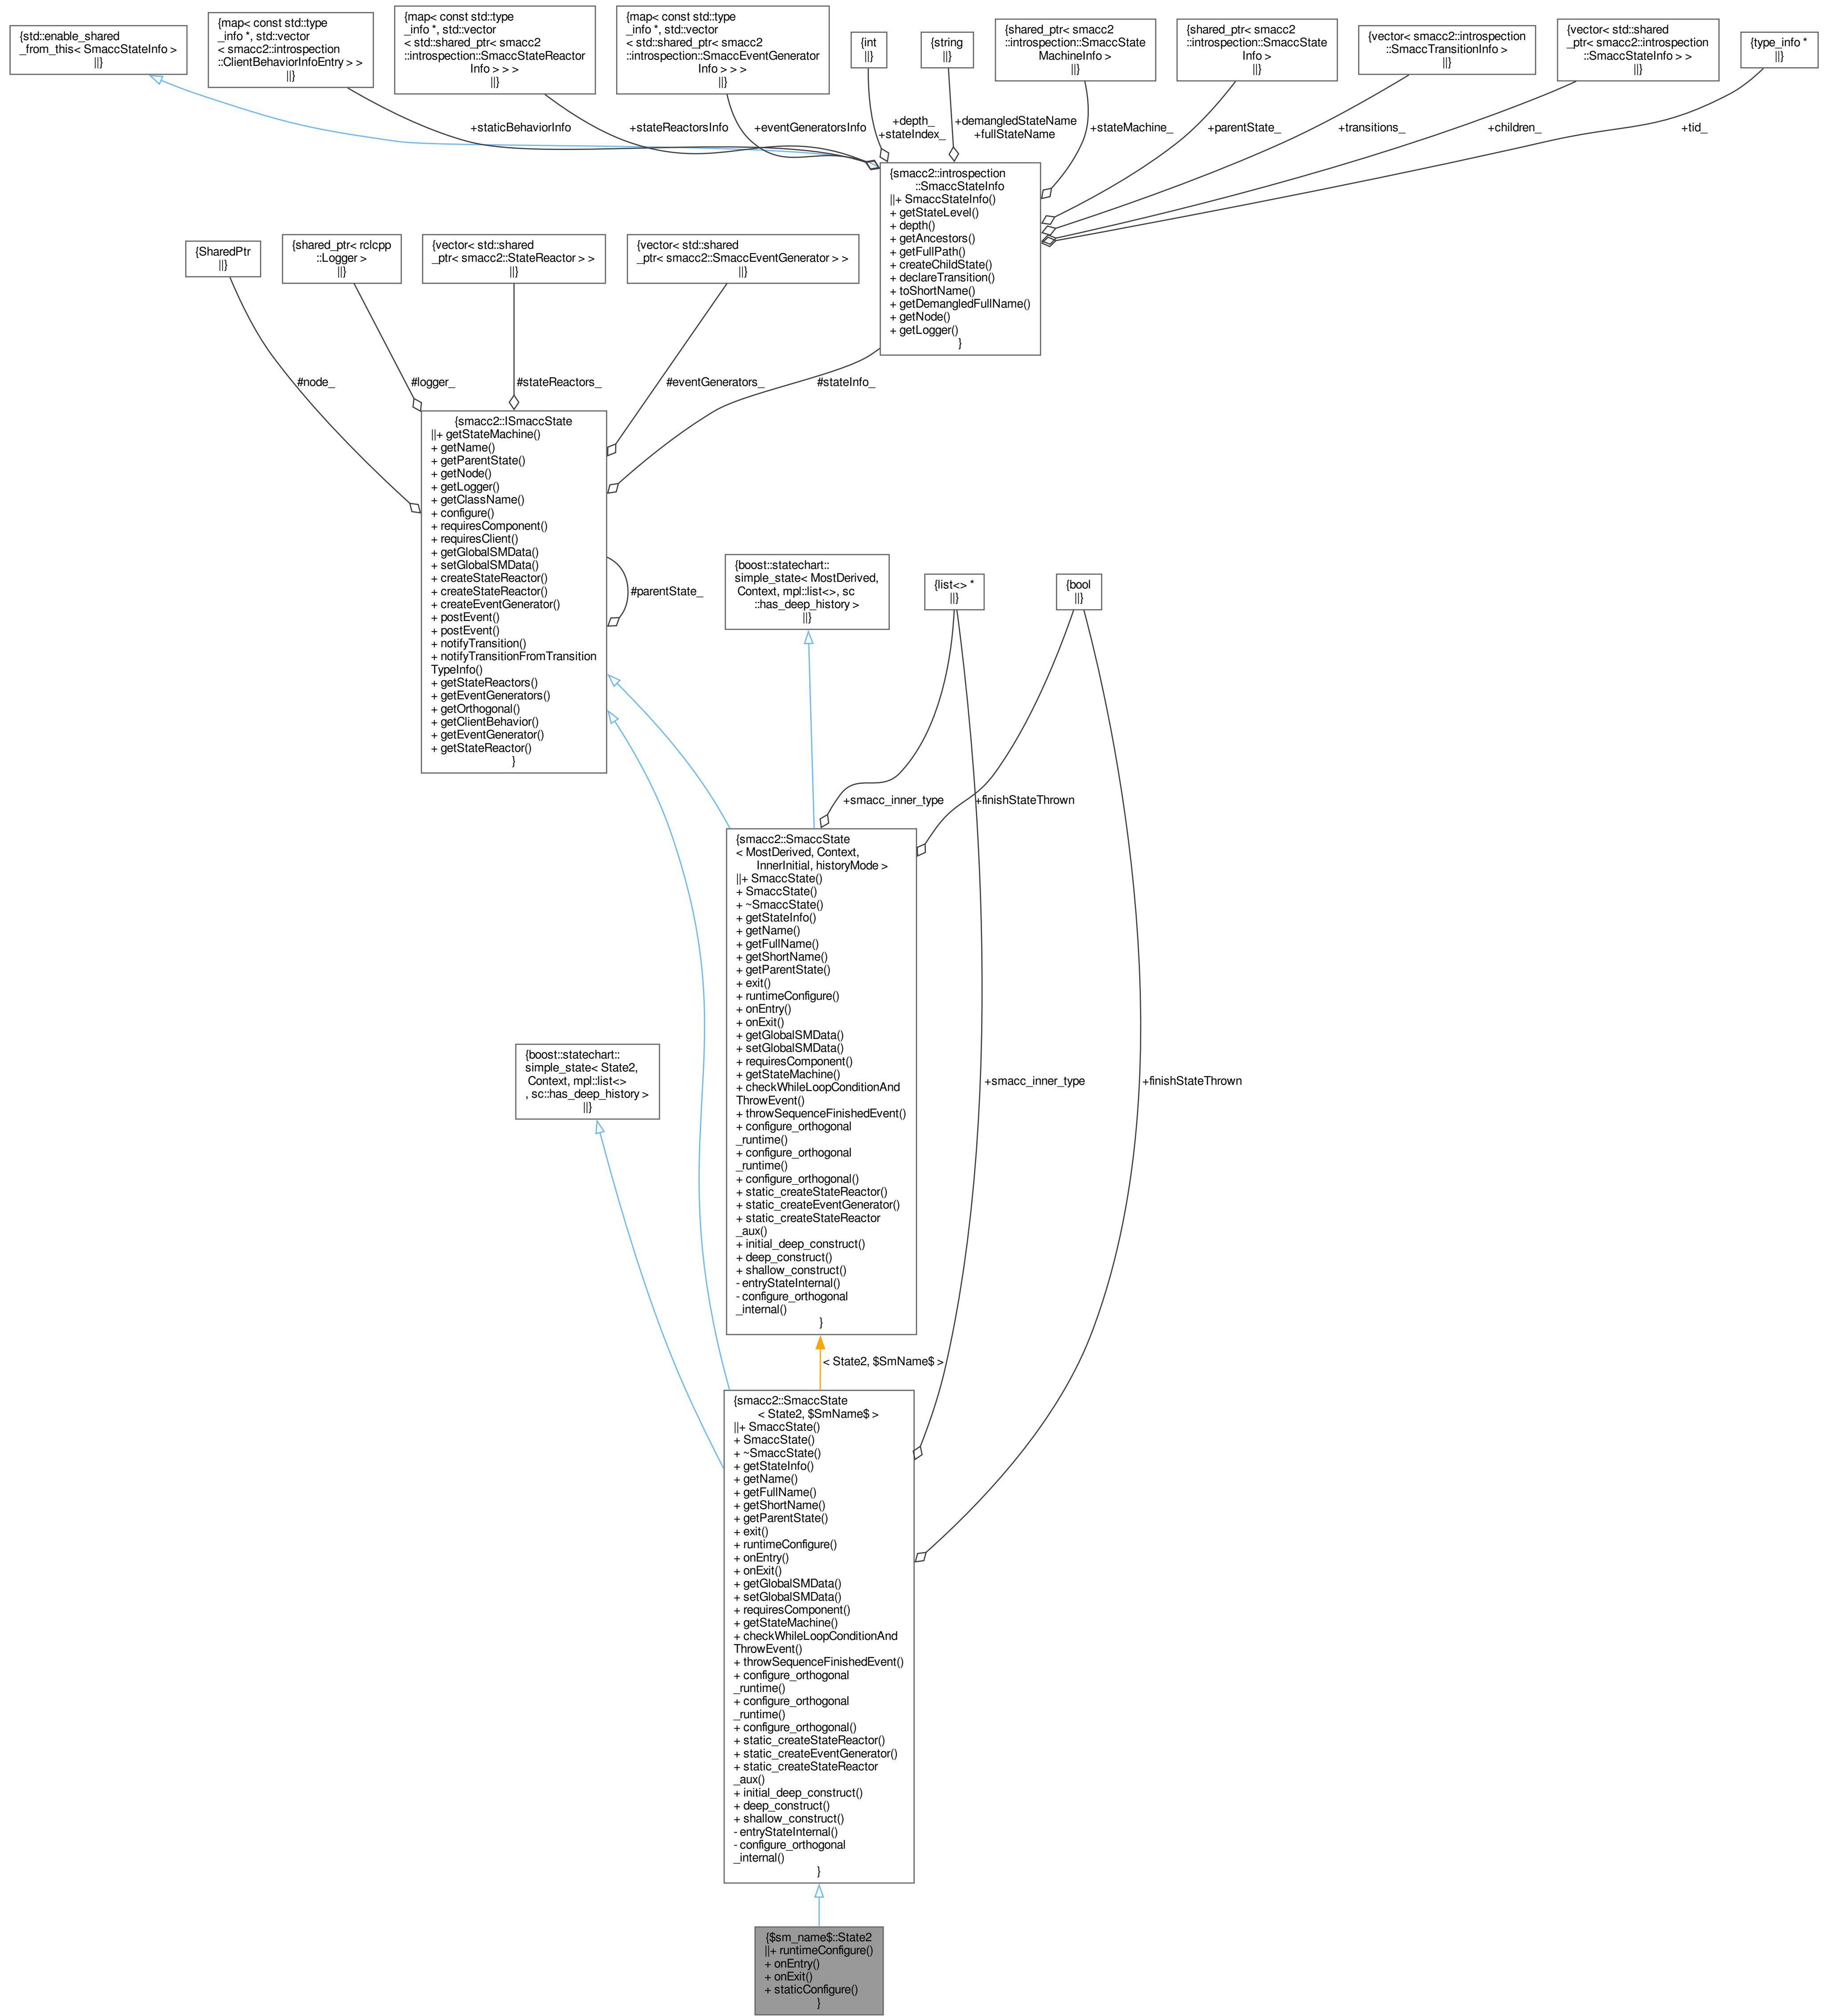 {std::enable_shared
_from_this< SmaccStateInfo >
||}
{map< const std::type
_info *, std::vector
< smacc2::introspection
::ClientBehaviorInfoEntry > >
||}
{map< const std::type
_info *, std::vector
< std::shared_ptr< smacc2
::introspection::SmaccStateReactor
Info > > >
||}
{map< const std::type
_info *, std::vector
< std::shared_ptr< smacc2
::introspection::SmaccEventGenerator
Info > > >
||}
{int
||}
{string
||}
{shared_ptr< smacc2
::introspection::SmaccState
MachineInfo >
||}
{shared_ptr< smacc2
::introspection::SmaccState
Info >
||}
{vector< smacc2::introspection
::SmaccTransitionInfo >
||}
{vector< std::shared
_ptr< smacc2::introspection
::SmaccStateInfo > >
||}
{type_info *
||}
+staticBehaviorInfo
+stateReactorsInfo
+eventGeneratorsInfo
+depth_
+stateIndex_
+demangledStateName
+fullStateName
+stateMachine_
+parentState_
+transitions_
+children_
+tid_
{smacc2::introspection
::SmaccStateInfo
||+ SmaccStateInfo()
+ getStateLevel()
+ depth()
+ getAncestors()
+ getFullPath()
+ createChildState()
+ declareTransition()
+ toShortName()
+ getDemangledFullName()
+ getNode()
+ getLogger()
}
{SharedPtr
||}
{shared_ptr< rclcpp
::Logger >
||}
{vector< std::shared
_ptr< smacc2::StateReactor > >
||}
{vector< std::shared
_ptr< smacc2::SmaccEventGenerator > >
||}
#node_
#logger_
#stateReactors_
#eventGenerators_
#stateInfo_
{smacc2::ISmaccState
||+ getStateMachine()
+ getName()
+ getParentState()
+ getNode()
+ getLogger()
+ getClassName()
+ configure()
+ requiresComponent()
+ requiresClient()
+ getGlobalSMData()
+ setGlobalSMData()
+ createStateReactor()
+ createStateReactor()
+ createEventGenerator()
+ postEvent()
+ postEvent()
+ notifyTransition()
+ notifyTransitionFromTransition
TypeInfo()
+ getStateReactors()
+ getEventGenerators()
+ getOrthogonal()
+ getClientBehavior()
+ getEventGenerator()
+ getStateReactor()
}
#parentState_
{boost::statechart::
simple_state< MostDerived,
Context, mpl::list<>, sc
::has_deep_history >
||}
{list<> *
||}
{bool
||}
+smacc_inner_type
+finishStateThrown
{smacc2::SmaccState
< MostDerived, Context,
InnerInitial, historyMode >
||+ SmaccState()
+ SmaccState()
+ ~SmaccState()
+ getStateInfo()
+ getName()
+ getFullName()
+ getShortName()
+ getParentState()
+ exit()
+ runtimeConfigure()
+ onEntry()
+ onExit()
+ getGlobalSMData()
+ setGlobalSMData()
+ requiresComponent()
+ getStateMachine()
+ checkWhileLoopConditionAnd
ThrowEvent()
+ throwSequenceFinishedEvent()
+ configure_orthogonal
_runtime()
+ configure_orthogonal
_runtime()
+ configure_orthogonal()
+ static_createStateReactor()
+ static_createEventGenerator()
+ static_createStateReactor
_aux()
+ initial_deep_construct()
+ deep_construct()
+ shallow_construct()
- entryStateInternal()
- configure_orthogonal
_internal()
}
{boost::statechart::
simple_state< State2,
Context, mpl::list<>
, sc::has_deep_history >
||}
+smacc_inner_type
+finishStateThrown
< State2, $SmName$ >
{smacc2::SmaccState
< State2, $SmName$ >
||+ SmaccState()
+ SmaccState()
+ ~SmaccState()
+ getStateInfo()
+ getName()
+ getFullName()
+ getShortName()
+ getParentState()
+ exit()
+ runtimeConfigure()
+ onEntry()
+ onExit()
+ getGlobalSMData()
+ setGlobalSMData()
+ requiresComponent()
+ getStateMachine()
+ checkWhileLoopConditionAnd
ThrowEvent()
+ throwSequenceFinishedEvent()
+ configure_orthogonal
_runtime()
+ configure_orthogonal
_runtime()
+ configure_orthogonal()
+ static_createStateReactor()
+ static_createEventGenerator()
+ static_createStateReactor
_aux()
+ initial_deep_construct()
+ deep_construct()
+ shallow_construct()
- entryStateInternal()
- configure_orthogonal
_internal()
}
{$sm_name$::State2
||+ runtimeConfigure()
+ onEntry()
+ onExit()
+ staticConfigure()
}